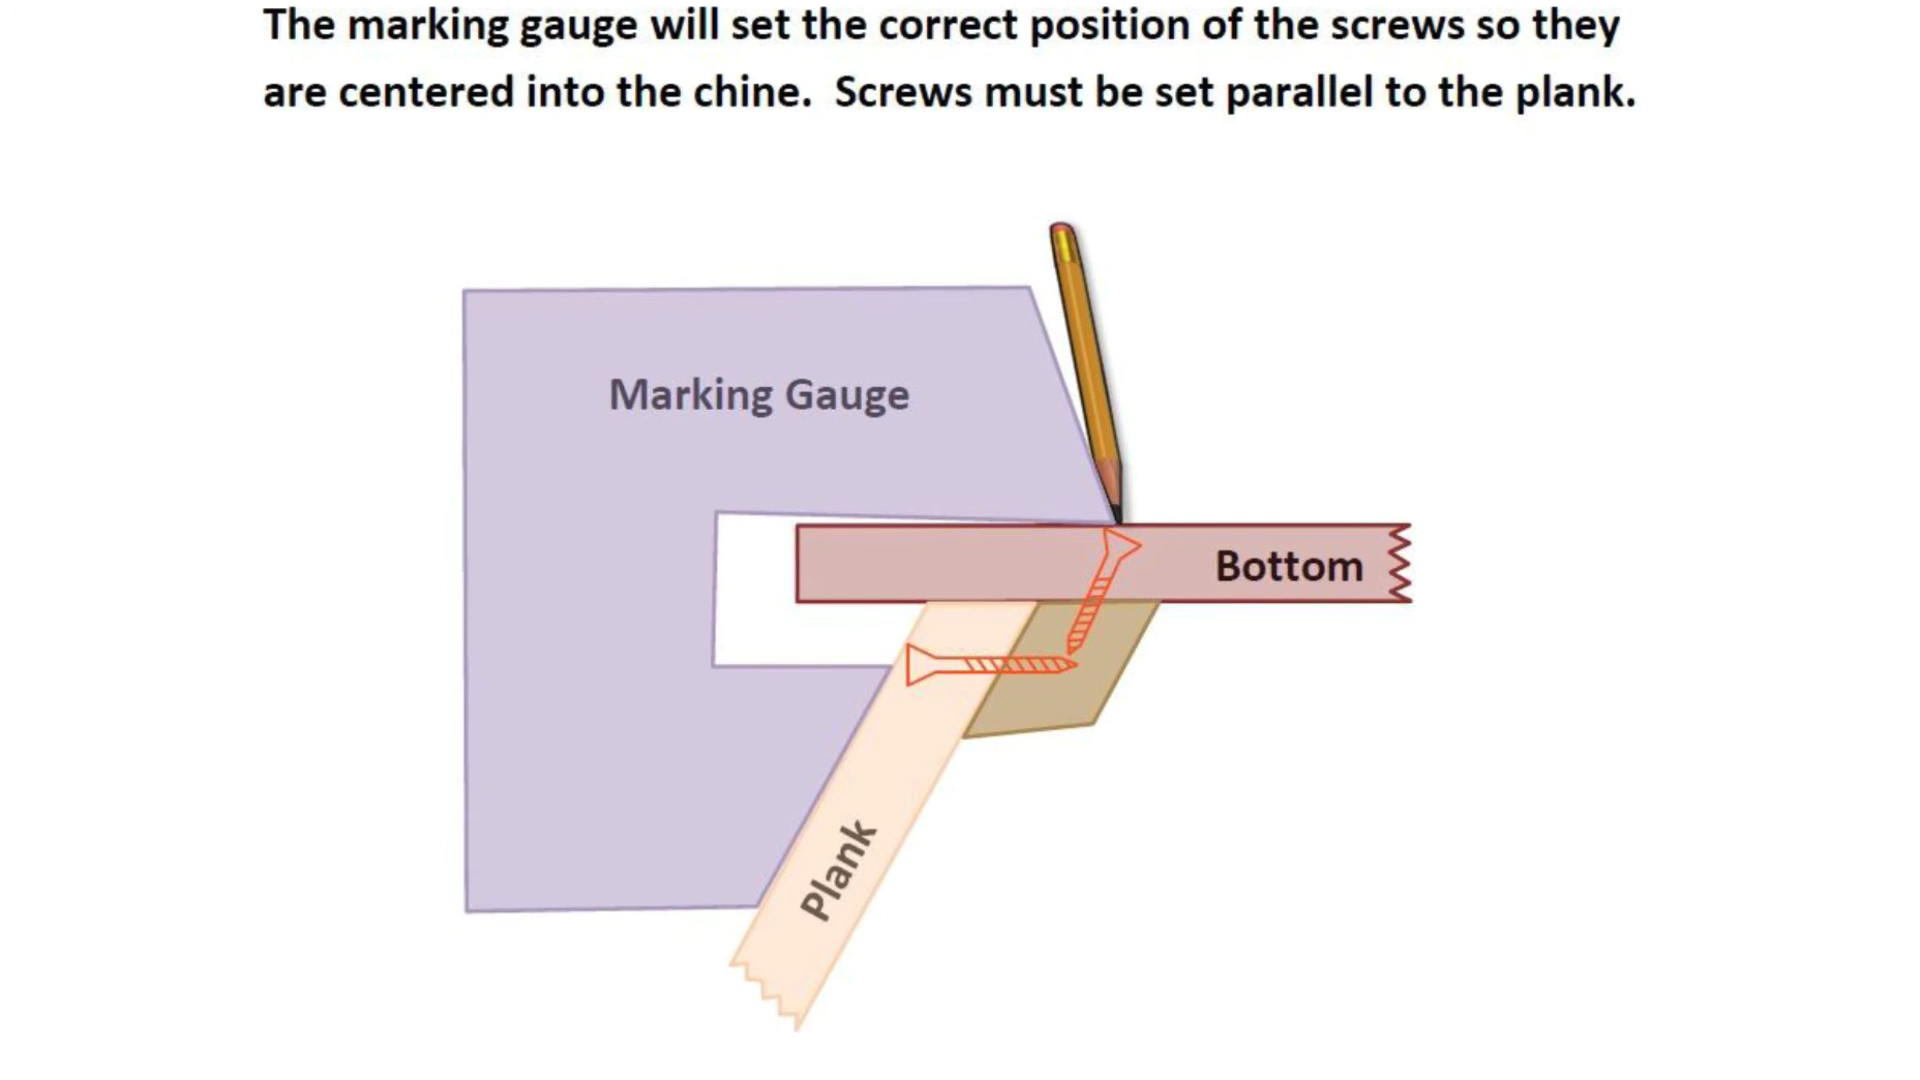 The marking gauge will set the correct position of the screws so they
are centered into the chine.  Screws must be set parallel to the plank.
Marking Gauge
Bottom
Plank